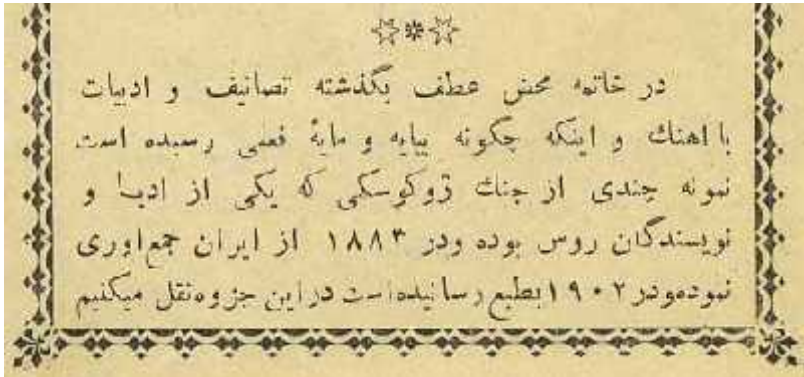 در خاتمه محض عطف بگذشته تصانیف و ادبیات
با اهنك و اینکه چگونه بپایه و مایهٔ فعلی رسیده است
نمونه چندی از جنك ژوکوسکی که یکی از ادبا و
نویسندگان روس بوده ودر ۱۸۸۳ از ایران جمع‌اوری
نموده‌ودر ۱۹۰۲ بطبع رسانیده‌است در این جزوه نقل میکنیم